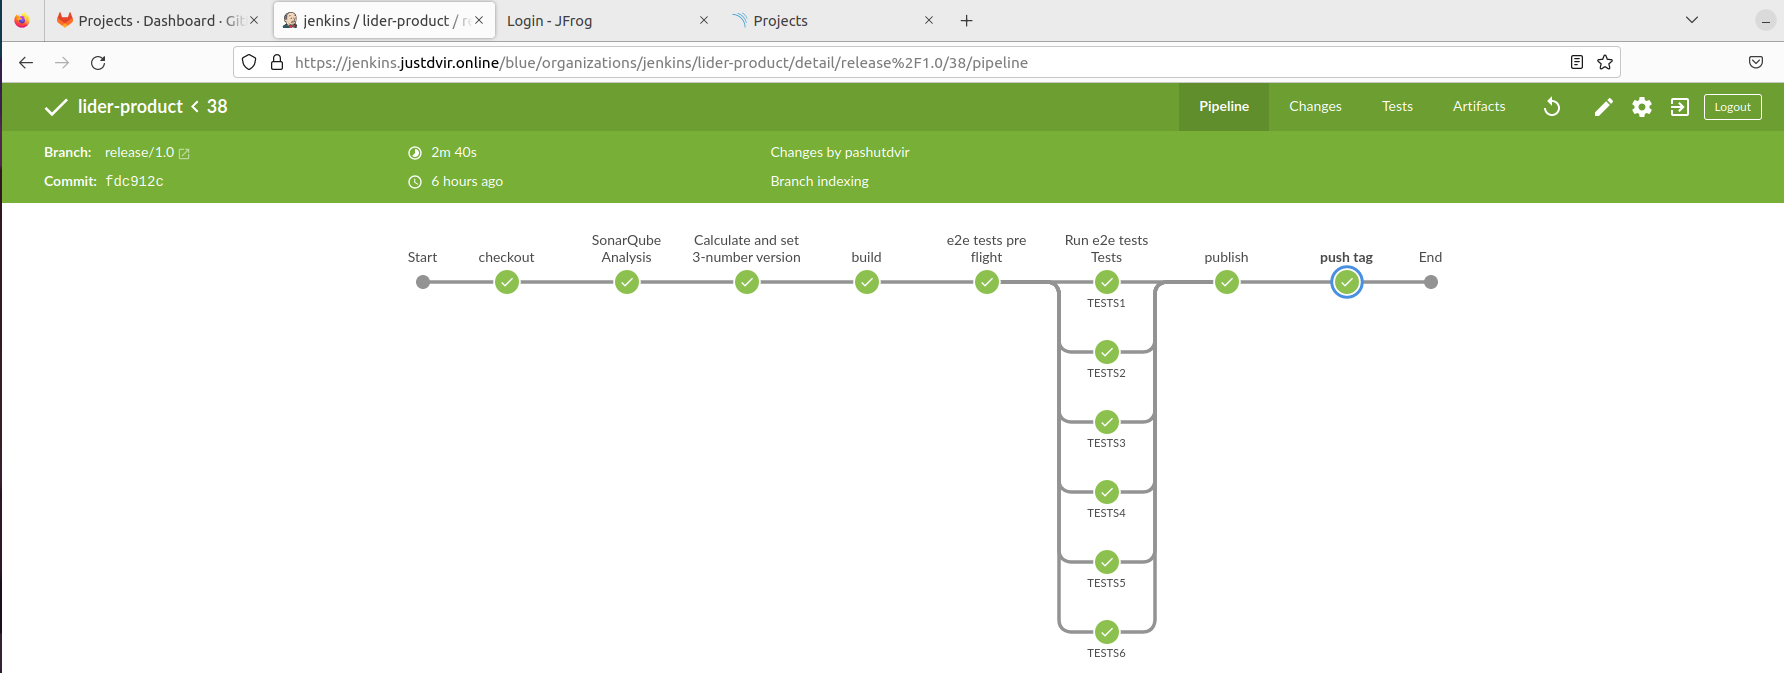 Projects · Dashboard · Git
jenkins / lider-product / re
Login - JFrog
Projects
https://jenkins.justdvir.online/blue/organizations/jenkins/lider-product/detail/release%2F1.0/38/pipeline
lider-product < 38
Pipeline
Changes
Tests
Artifacts
Logout
Branch: release/1.0
2m 40s
Changes by pashutdvir
Commit: fdc912c
6 hours ago
Branch indexing
Start
checkout
SonarQube
Analysis
Calculate and set
3-number version
build
e2e tests pre
flight
Run e2e tests
Tests
publish
push tag
End
TESTS1
TESTS2
TESTS3
TESTS4
TESTS5
TESTS6